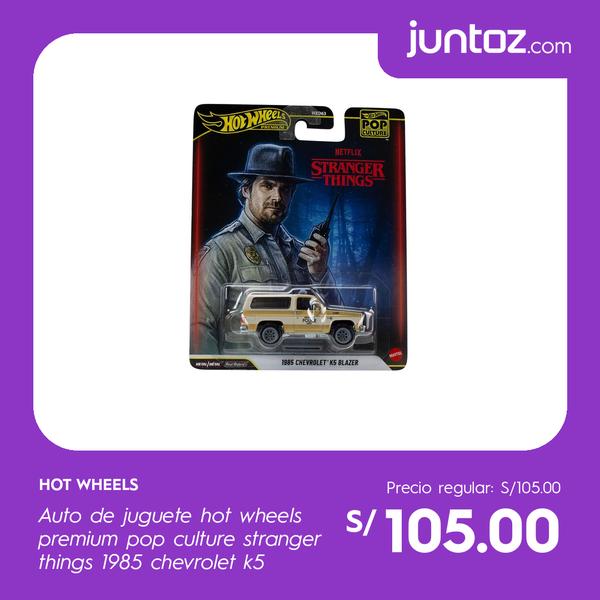 juntoz.com
HOT WHEELS
PREMIUM
POP
CULTURE
NETFLIX
STRANGER
THINGS
1985 CHEVROLET K5 BLAZER
MATTEL
HOT WHEELS
Auto de juguete hot wheels
premium pop culture stranger
things 1985 chevrolet k5
Precio regular: S/105.00
S/ 105.00